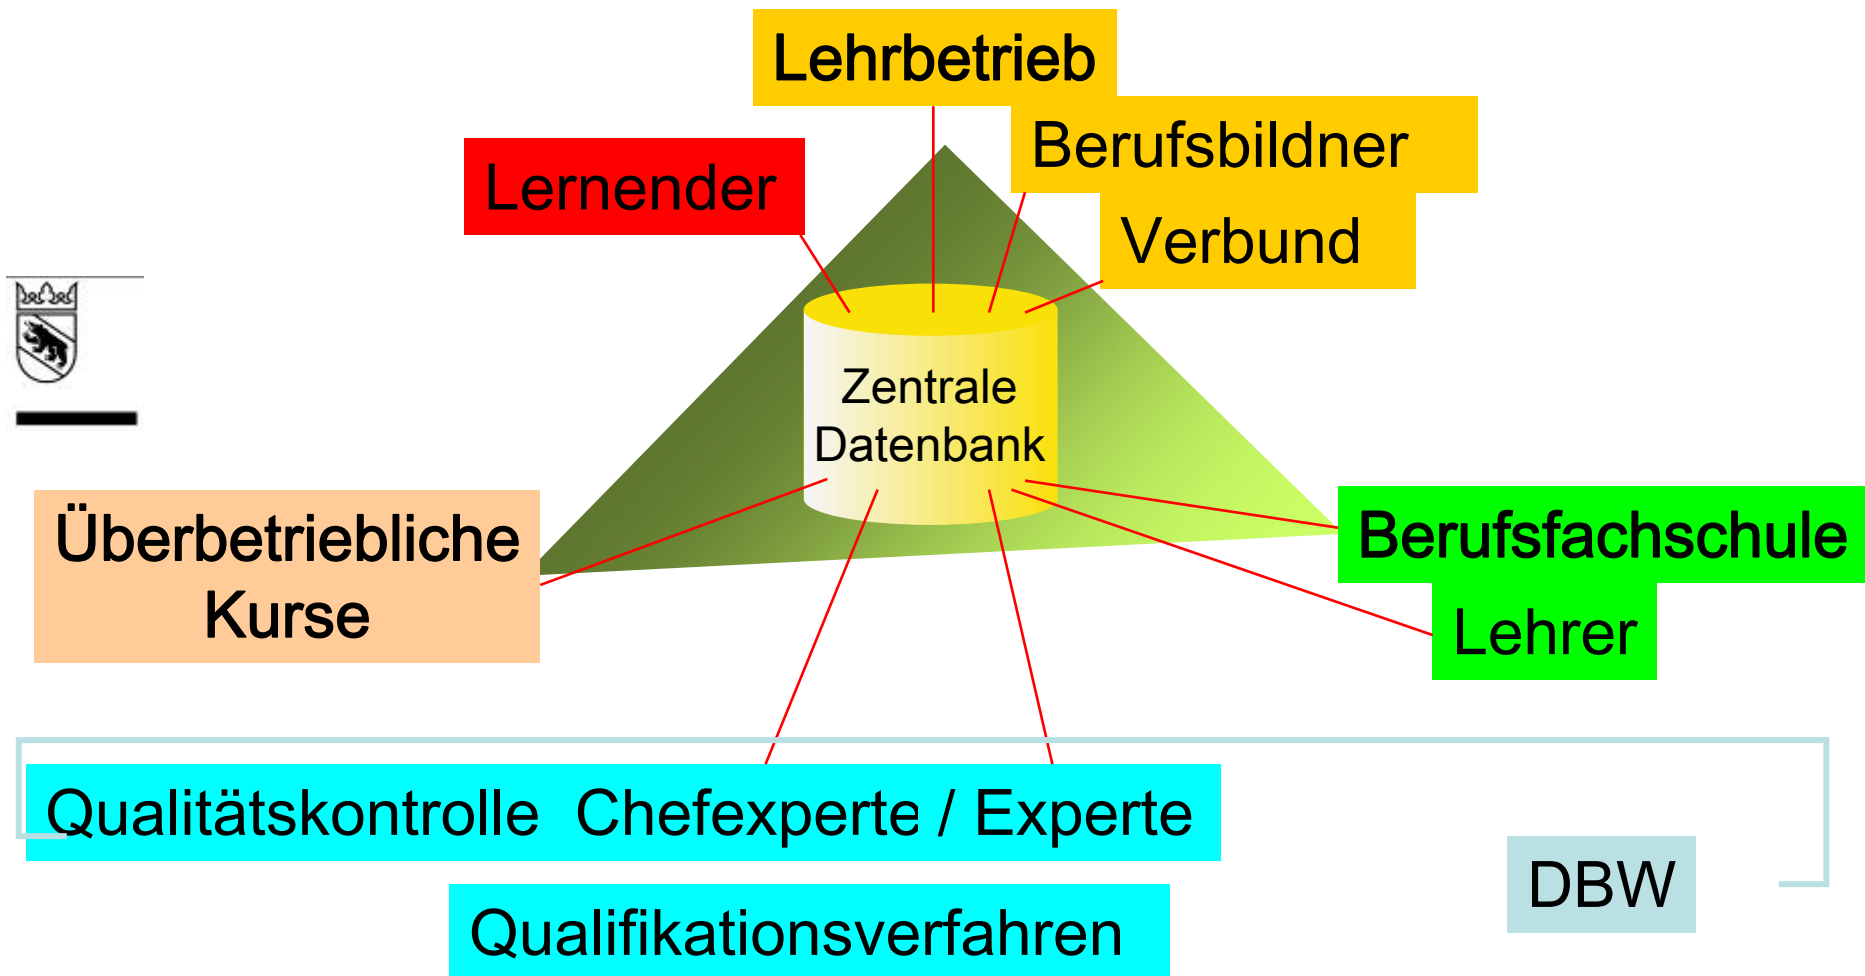 Lehrbetrieb
Berufsbildner
Lernender
Verbund
Zentrale
Datenbank
Überbetriebliche
Kurse
Berufsfachschule
Lehrer
Qualitätskontrolle Chefexperte / Experte
DBW
Qualifikationsverfahren